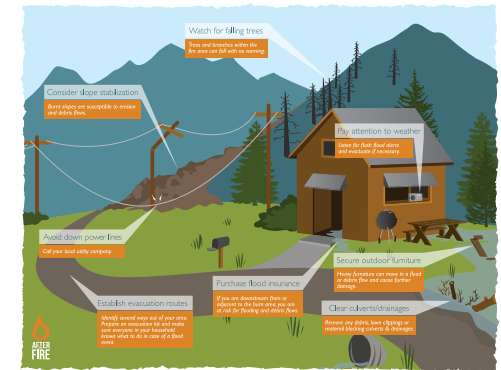 Watch for falling trees
Trees and branches within the
fire area can fall with no warning.
Consider slope stabilization
Burnt slopes are susceptible to erosion
and debris flows.
Pay attention to weather
Listen for flash flood alerts
and evacuate if necessary.
Avoid down power lines
Call your local utility company.
Secure outdoor furniture
Heavy furniture can move in a flood
or debris flow and cause further
damage.
Purchase flood insurance
If you are downstream from or
adjacent to the burn area, you are
at risk for flooding and debris flows.
Establish evacuation routes
Identify several ways out of your area.
Prepare an evacuation kit and make
sure everyone in your household
knows what to do in case of a flood
event.
Clear culverts/drainages
Remove any debris, lawn clippings or
material blocking culverts & drainages.
AFTER
FIRE